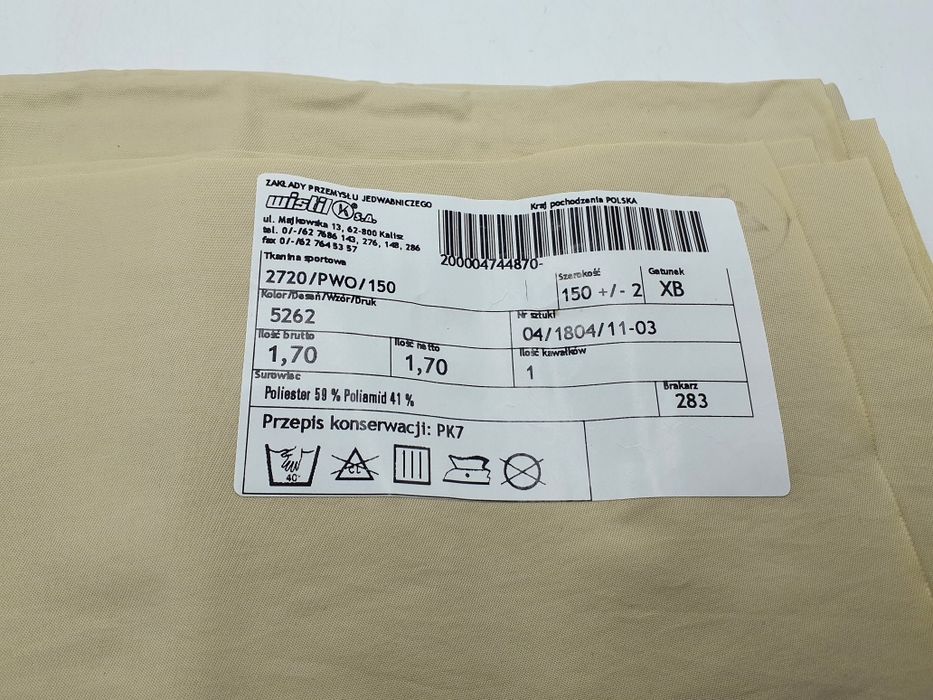 ZAKŁADY PRZEMYSŁU JEDWABNICZEGO
wistil S.A.
ul. Majkowska 13, 62-800 Kalisz
tel. 0/-/62 7686 143, 276, 148, 286
fax 0/-/62 764 53 57
Kraj pochodzenia POLSKA
200004744870-
Tkanina sportowa
2720/PWO/150
Szerokość
150 +/- 2
Gatunek
XB
Kolor/Deseń/Wzór/Druk
5262
Nr sztuki
04/1804/11-03
Ilość brutto
1,70
Ilość netto
1,70
Ilość kawałków
1
Surowiec
Poliester 59 % Poliamid 41 %
Brakarz
283
Przepis konserwacji: PK7
40°
CL